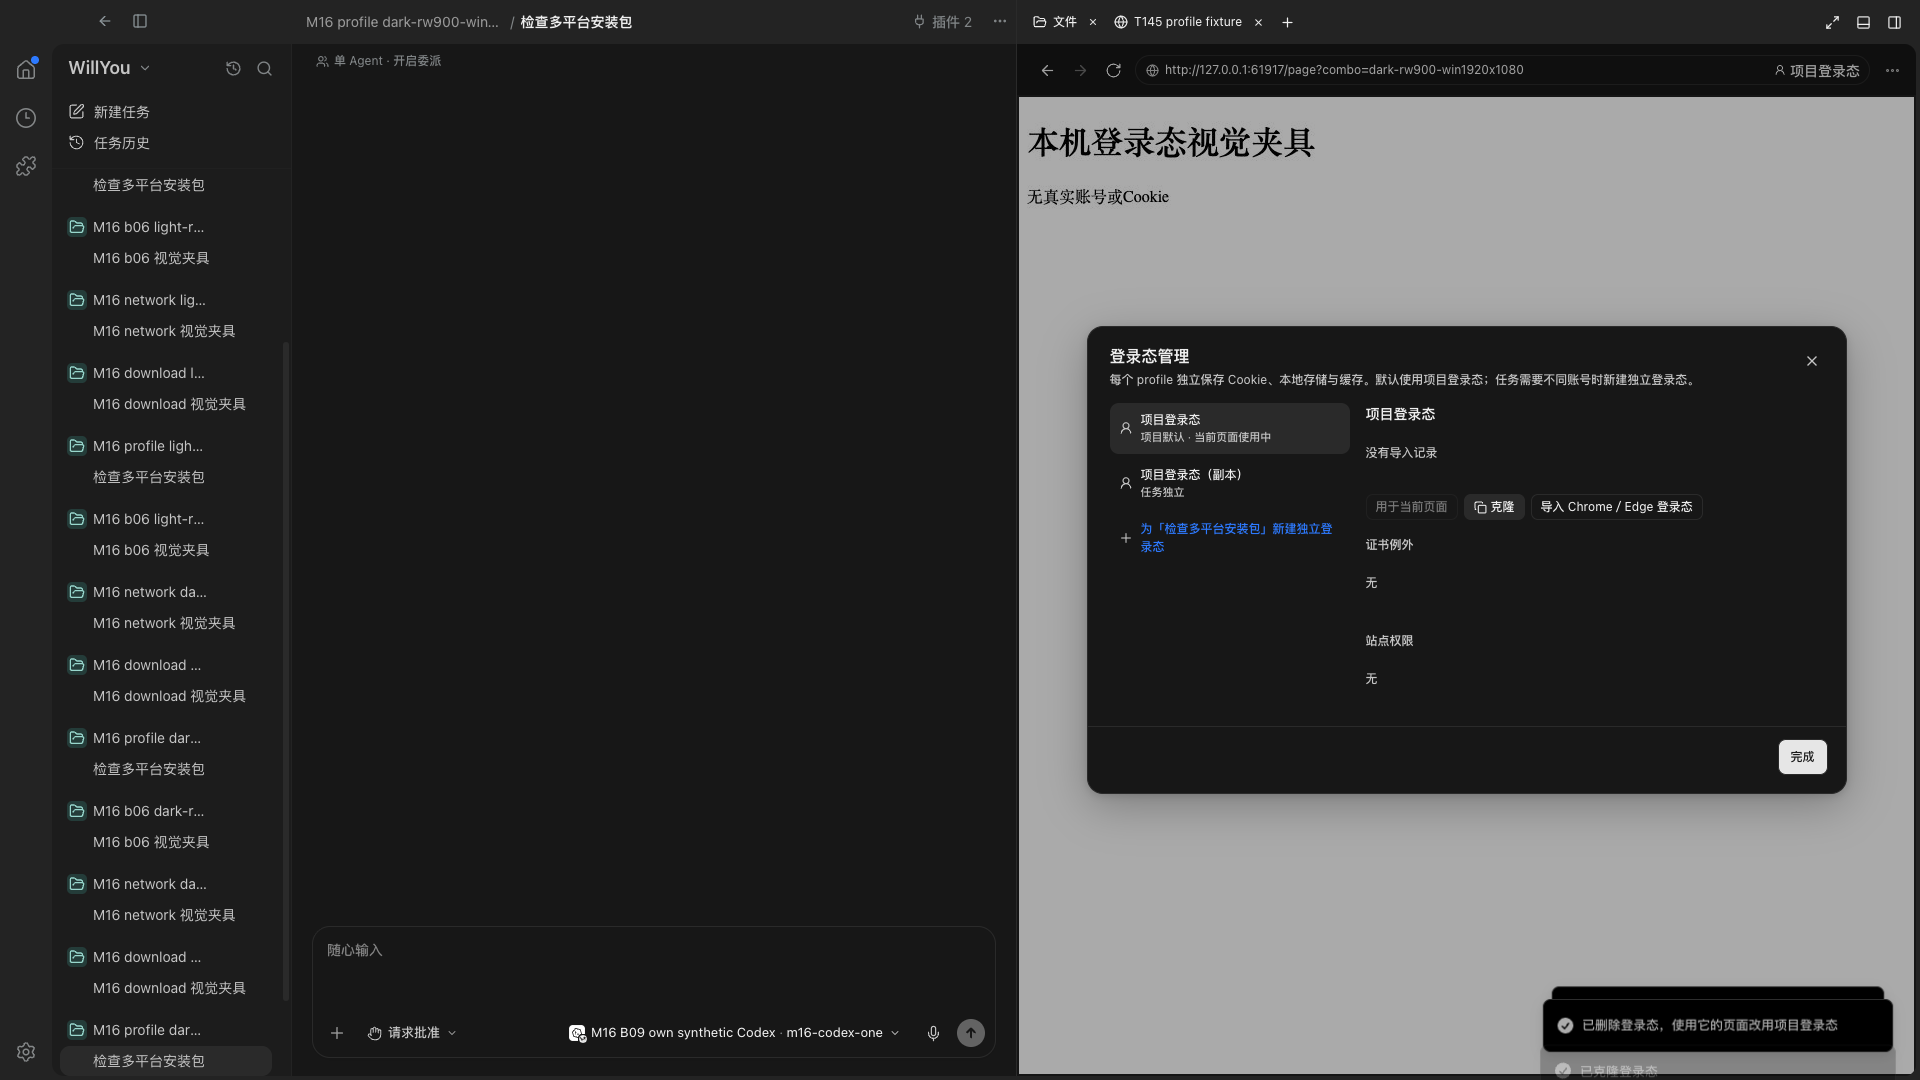 M16 profile dark-rw900-win... / 检查多平台安装包
插件 2
文件
T145 profile fixture
WillYou
新建任务
任务历史
检查多平台安装包
M16 b06 light-r...
M16 b06 视觉夹具
M16 network lig...
M16 network 视觉夹具
M16 download l...
M16 download 视觉夹具
M16 profile ligh...
检查多平台安装包
M16 b06 light-r...
M16 b06 视觉夹具
M16 network da...
M16 network 视觉夹具
M16 download ...
M16 download 视觉夹具
M16 profile dar...
检查多平台安装包
M16 b06 dark-r...
M16 b06 视觉夹具
M16 network da...
M16 network 视觉夹具
M16 download ...
M16 download 视觉夹具
M16 profile dar...
检查多平台安装包
单 Agent · 开启委派
随心输入
请求批准
M16 B09 own synthetic Codex · m16-codex-one
http://127.0.0.1:61917/page?combo=dark-rw900-win1920x1080
项目登录态
本机登录态视觉夹具
无真实账号或Cookie
登录态管理
每个 profile 独立保存 Cookie、本地存储与缓存。默认使用项目登录态；任务需要不同账号时新建独立登录态。
项目登录态
项目默认 · 当前页面使用中
项目登录态（副本）
任务独立
为「检查多平台安装包」新建独立登
录态
项目登录态
没有导入记录
用于当前页面
克隆
导入 Chrome / Edge 登录态
证书例外
无
站点权限
无
完成
已删除登录态，使用它的页面改用项目登录态
已克隆登录态